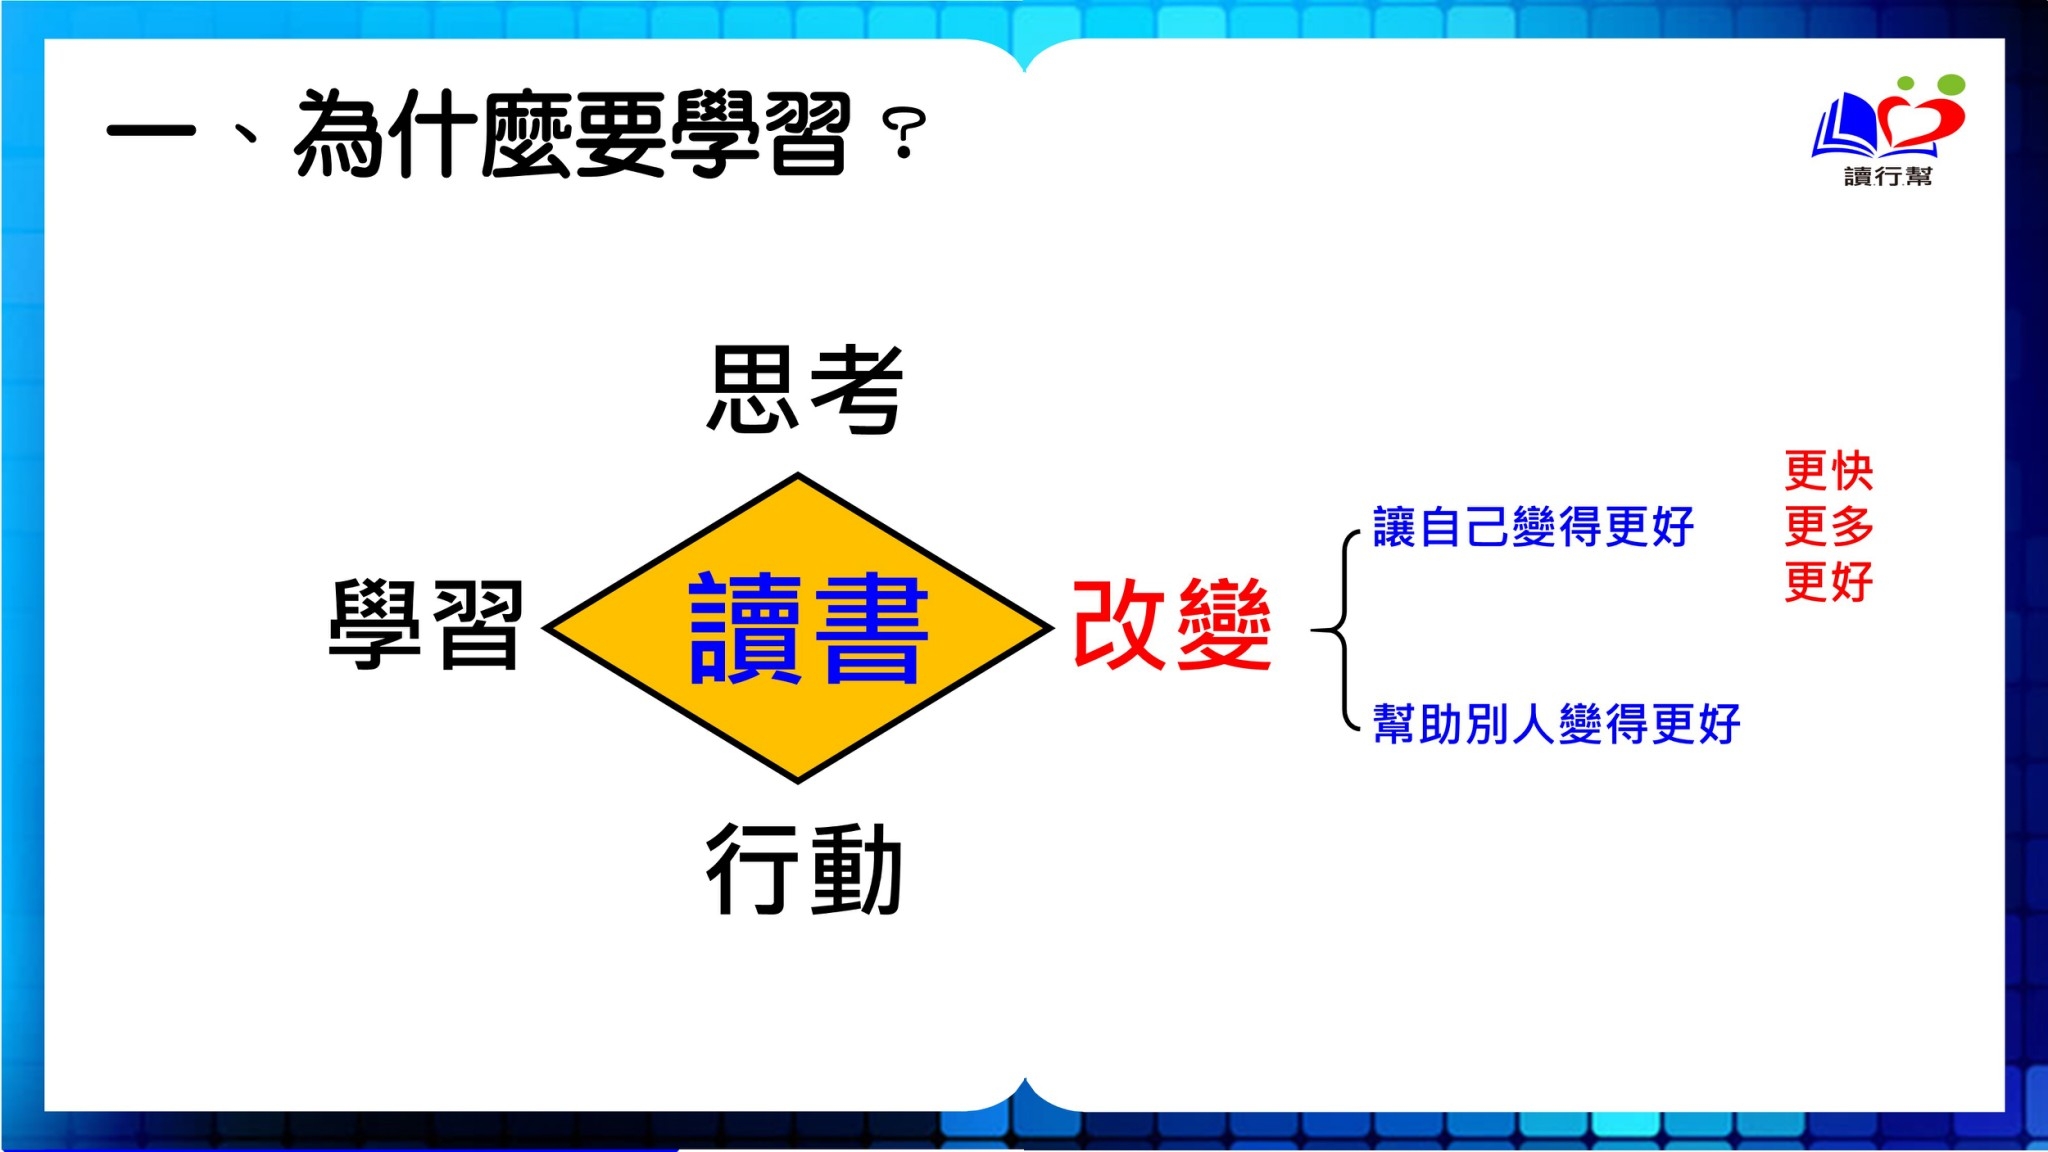 一、為什麼要學習？
讀行幫
思考
學習
讀書
改變
行動
讓自己變得更好
幫助別人變得更好
更快
更多
更好